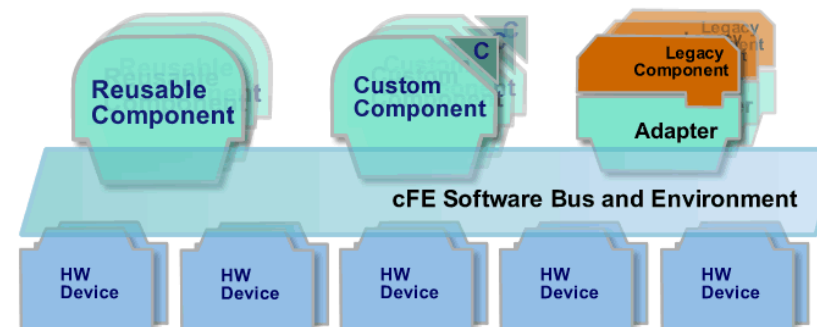 Reusable
Component
Custom
Component
C
Legacy
Component
Adapter
cFE Software Bus and Environment
HW
Device
HW
Device
HW
Device
HW
Device
HW
Device